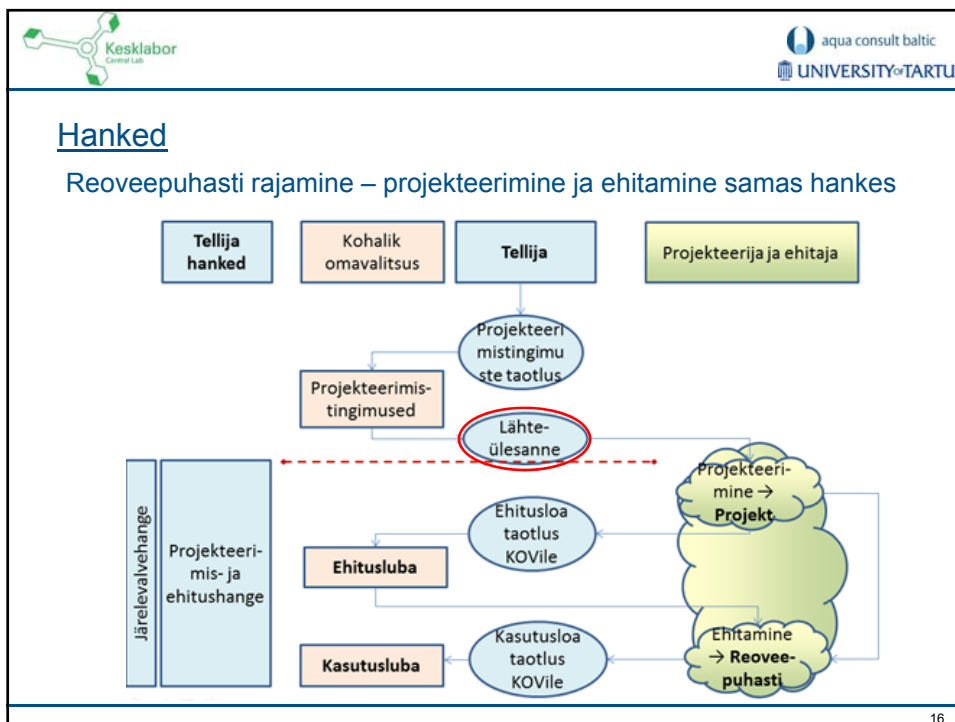 Kesklabor
Central Lab
aqua consult baltic
UNIVERSITY OF TARTU
Hanked
Reoveepuhasti rajamine – projekteerimine ja ehitamine samas hankes
Tellija
hanked
Kohalik
omavalitsus
Tellija
Projekteerija ja ehitaja
Projekteeri
mistingimu
ste taotlus
Projekteerimis-
tingimused
Lähte-
ülesanne
Järelevalvehange
Projekteeri-
mis- ja
ehitushange
Projekteeri-
mine →
Projekt
Ehitusloa
taotlus
KOVile
Ehitusluba
Ehitamine
→ Reovee-
puhasti
Kasutusloa
taotlus
KOVile
Kasutusluba
16